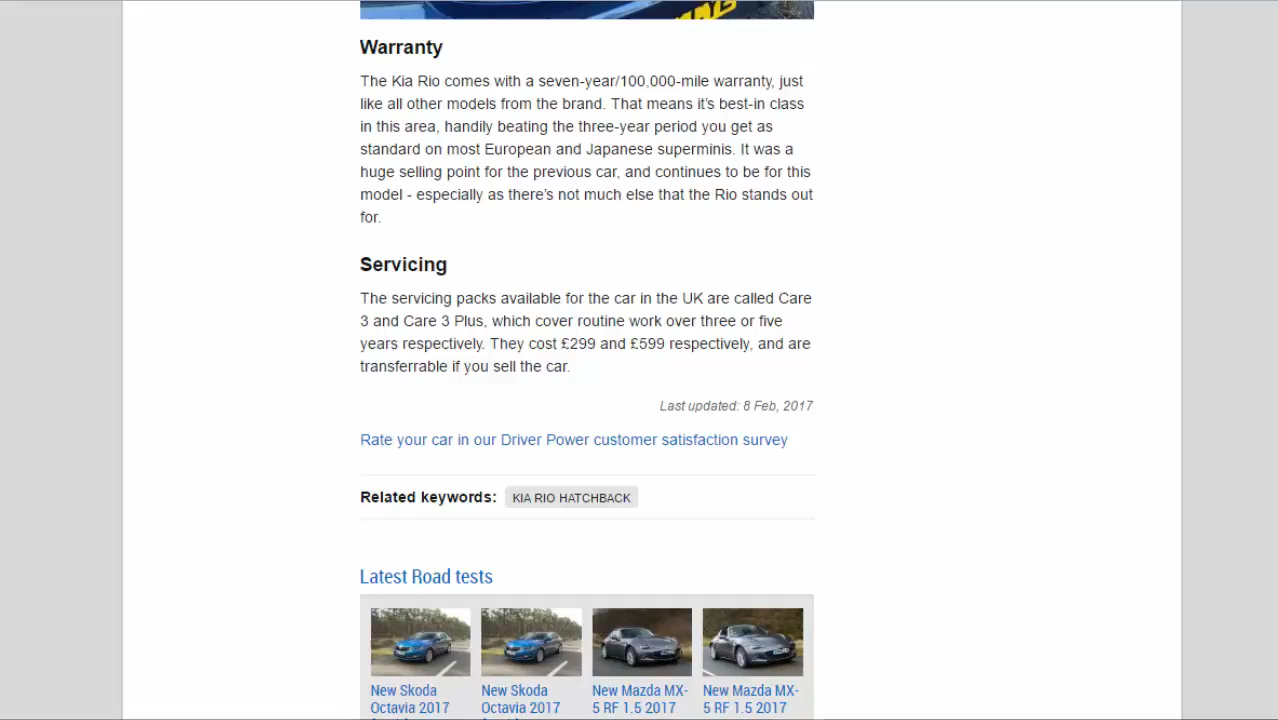 Warranty
The Kia Rio comes with a seven-year/100,000-mile warranty, just
like all other models from the brand. That means it's best-in class
in this area, handily beating the three-year period you get as
standard on most European and Japanese superminis. It was a
huge selling point for the previous car, and continues to be for this
model - especially as there's not much else that the Rio stands out
for.
Servicing
The servicing packs available for the car in the UK are called Care
3 and Care 3 Plus, which cover routine work over three or five
years respectively. They cost £299 and £599 respectively, and are
transferrable if you sell the car.
Last updated: 8 Feb, 2017
Rate your car in our Driver Power customer satisfaction survey
Related keywords: KIA RIO HATCHBACK
Latest Road tests
New Skoda New Skoda New Mazda MX- New Mazda MX-
Octavia 2017 Octavia 2017 5 RF 1.5 2017 5 RF 1.5 2017